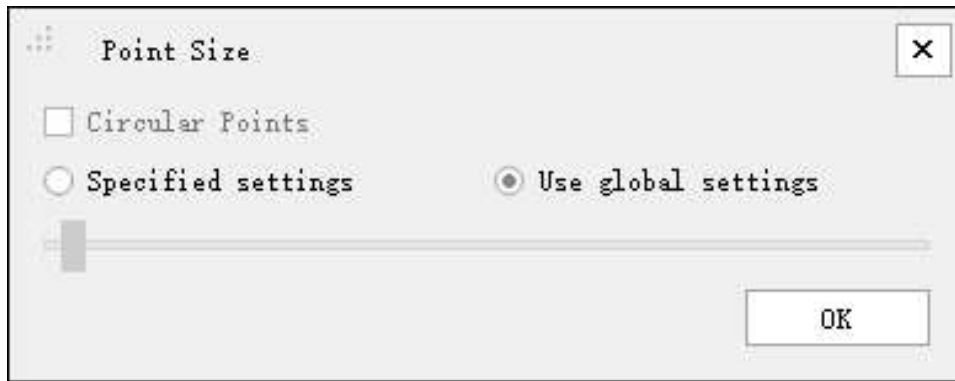 Point Size
Circular Points
Specified settings Use global settings
OK